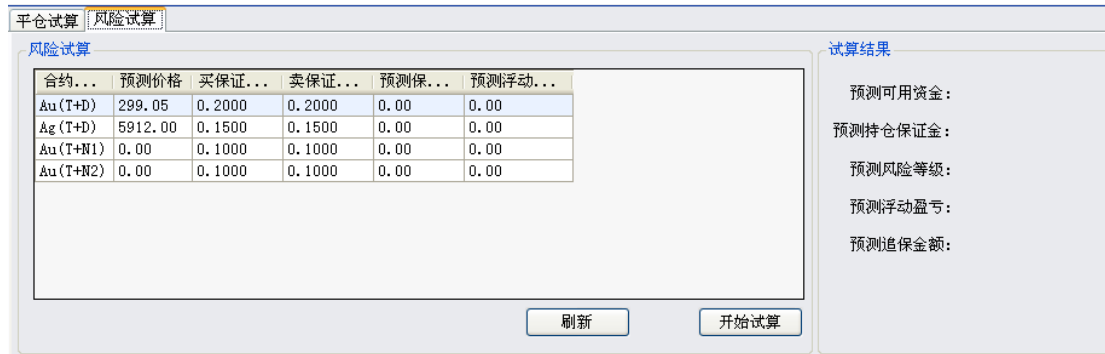 平仓试算 风险试算
风险试算
合约... 预测价格 买保证... 卖保证... 预测保... 预测浮动...
Au(T+D) 299.05 0.2000 0.2000 0.00 0.00
Ag(T+D) 5912.00 0.1500 0.1500 0.00 0.00
Au(T+N1) 0.00 0.1000 0.1000 0.00 0.00
Au(T+N2) 0.00 0.1000 0.1000 0.00 0.00
刷新 开始试算
试算结果
预测可用资金：
预测持仓保证金：
预测风险等级：
预测浮动盈亏：
预测追保金额：